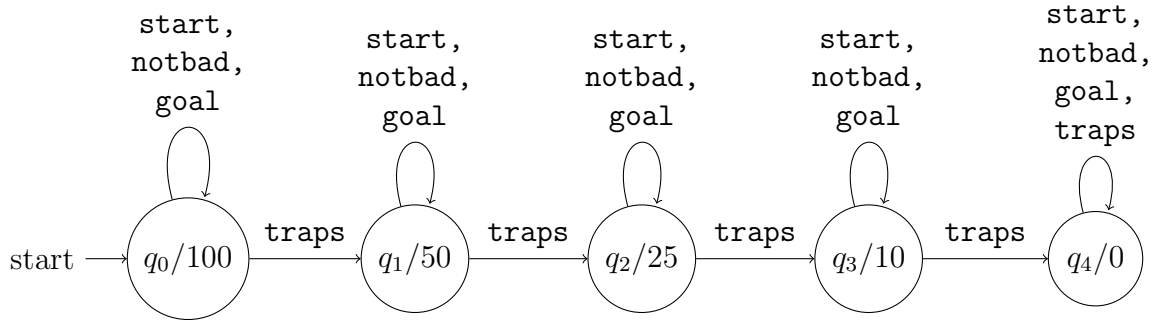 start,
notbad,
goal
start,
notbad,
goal
start,
notbad,
goal
start,
notbad,
goal
start,
notbad,
goal,
traps
start
q₀/100
traps
q₁/50
traps
q₂/25
traps
q₃/10
traps
q₄/0